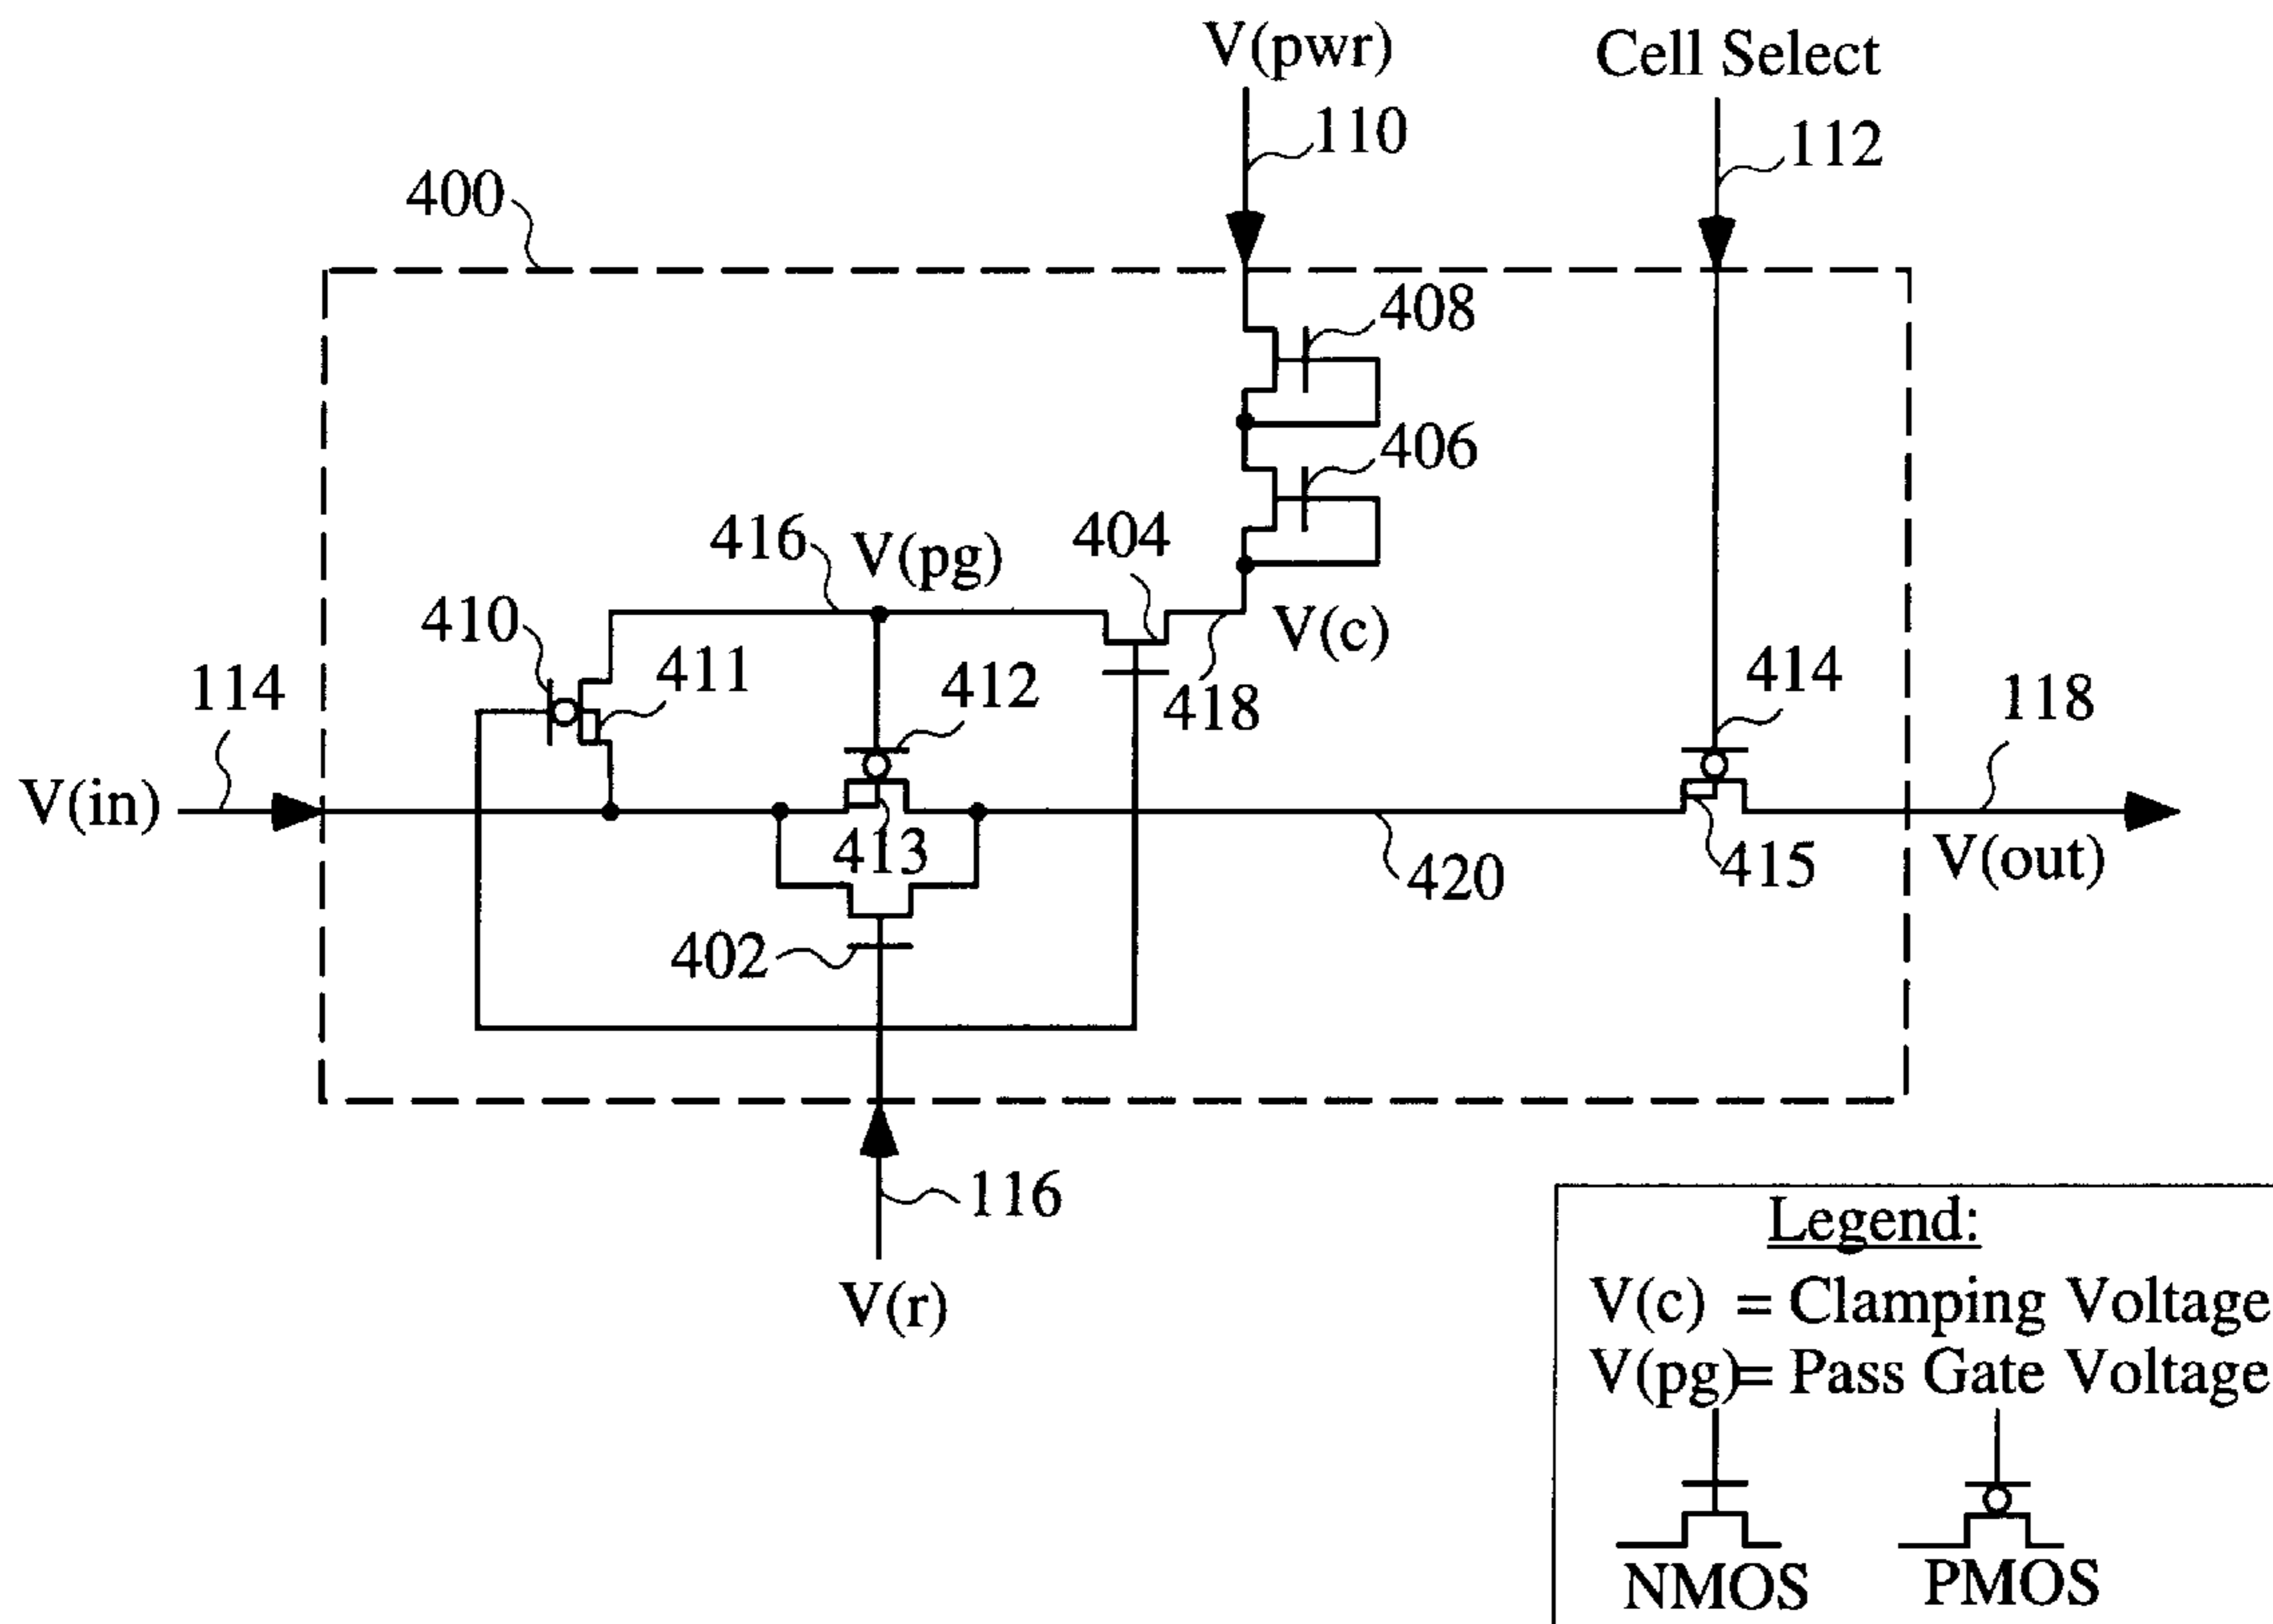 V(pwr)
Cell Select
110
112
400
408
406
416
V(pg)
404
410
V(c)
411
412
418
414
114
118
V(in)
413
420
415
V(out)
402
116
V(r)
Legend:
V(c) = Clamping Voltage
V(pg)= Pass Gate Voltage
NMOS
PMOS